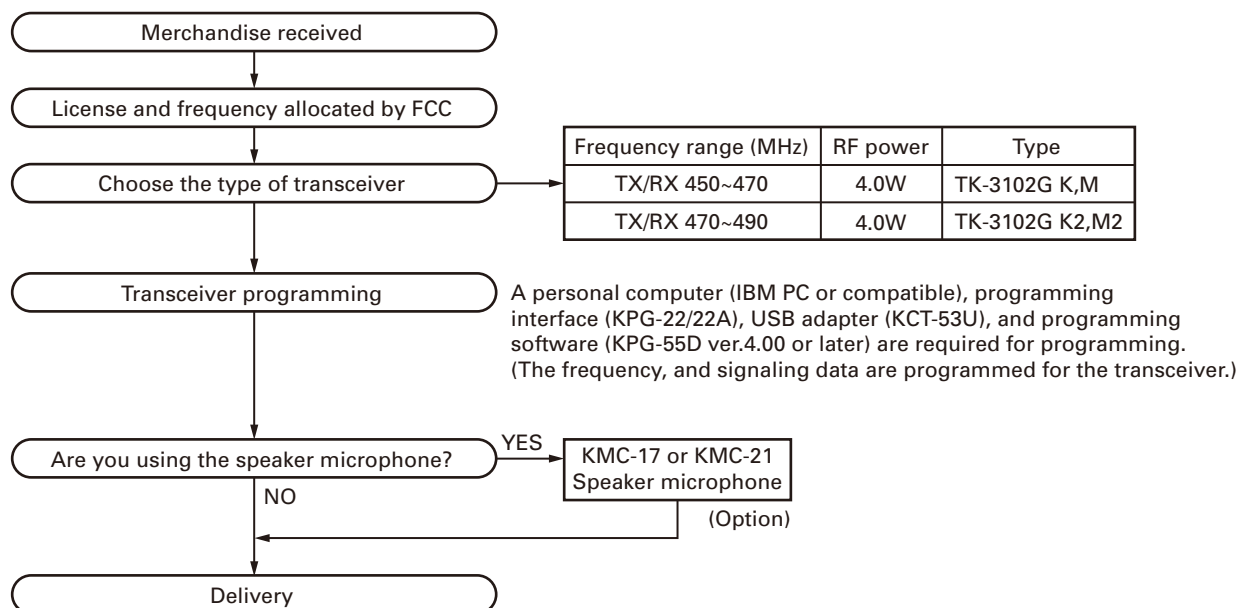 Merchandise received
License and frequency allocated by FCC
Choose the type of transceiver
Frequency range (MHz) RF power Type
TX/RX 450~470 4.0W TK-3102G K,M
TX/RX 470~490 4.0W TK-3102G K2,M2
Transceiver programming
A personal computer (IBM PC or compatible), programming
interface (KPG-22/22A), USB adapter (KCT-53U), and programming
software (KPG-55D ver.4.00 or later) are required for programming.
(The frequency, and signaling data are programmed for the transceiver.)
Are you using the speaker microphone?
YES
KMC-17 or KMC-21
Speaker microphone
(Option)
NO
Delivery